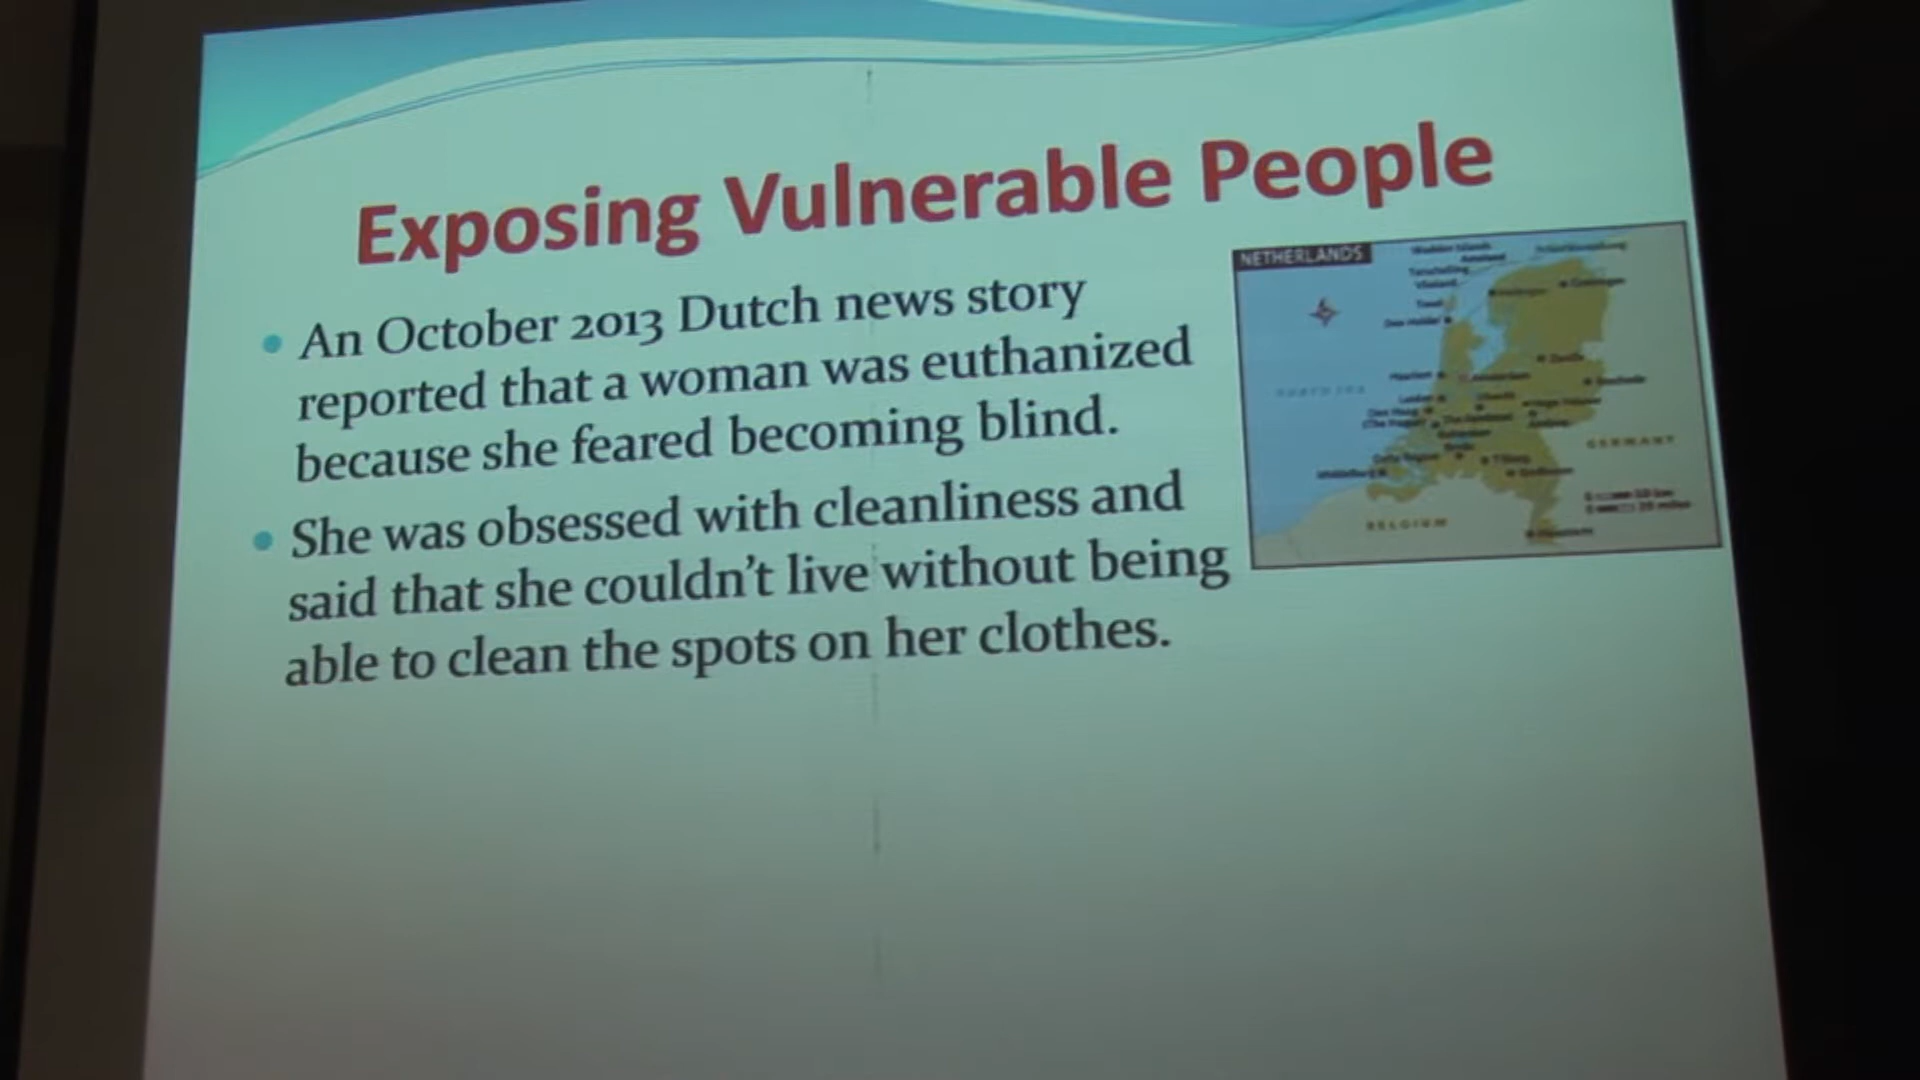 Exposing Vulnerable People
An October 2013 Dutch news story
reported that a woman was euthanized
because she feared becoming blind.
She was obsessed with cleanliness and
said that she couldn't live without being
able to clean the spots on her clothes.
NETHERLANDS
GERMANY
BELGIUM